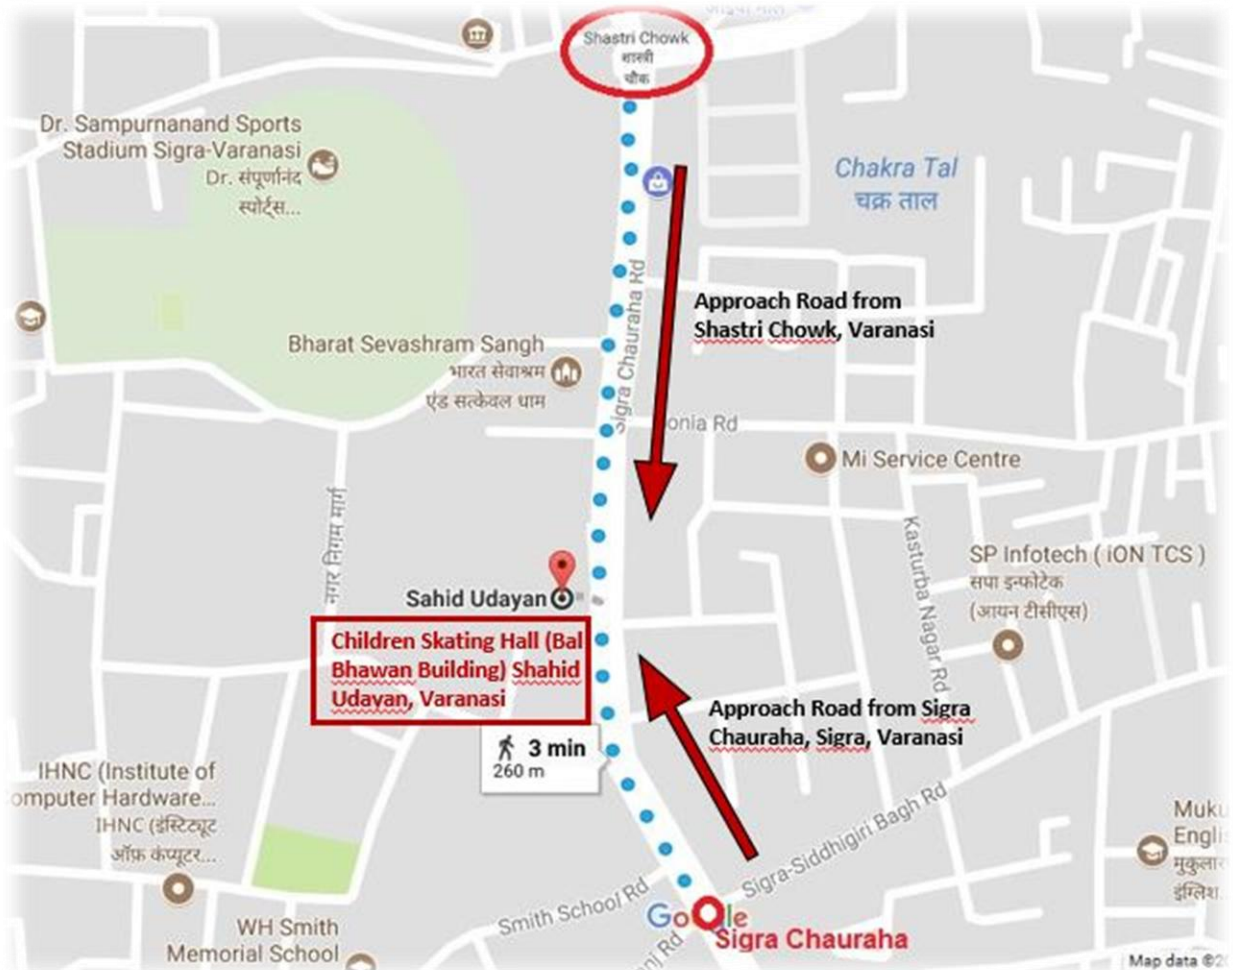 Shastri Chowk
शास्त्री
चौक
Dr. Sampurnanand Sports
Stadium Sigra-Varanasi
Dr. संपूर्णानंद
स्पोर्ट्स...
Chakra Tal
चक्र ताल
Approach Road from
Shastri Chowk, Varanasi
Sigra Chauraha Rd
Bharat Sevashram Sangh
भारत सेवाश्रम
एंड सत्केवल धाम
onia Rd
Mi Service Centre
नगर निगम मार्ग
Kasturba Nagar Rd
SP Infotech ( iON TCS )
सपा इन्फोटेक
(आयन टीसीएस)
Sahid Udayan
Children Skating Hall (Bal
Bhawan Building) Shahid
Udayan, Varanasi
Approach Road from Sigra
Chauraha, Sigra, Varanasi
3 min
260 m
IHNC (Institute of
omputer Hardware...
IHNC (इंस्टिट्यूट
ऑफ़ कंप्यूटर...
Sigra-Siddhigiri Bagh Rd
Muku
Englis
मुकुलार
इंग्लिश
Smith School Rd
Google
Sigra Chauraha
WH Smith
Memorial School
nj Rd
Map data ©20